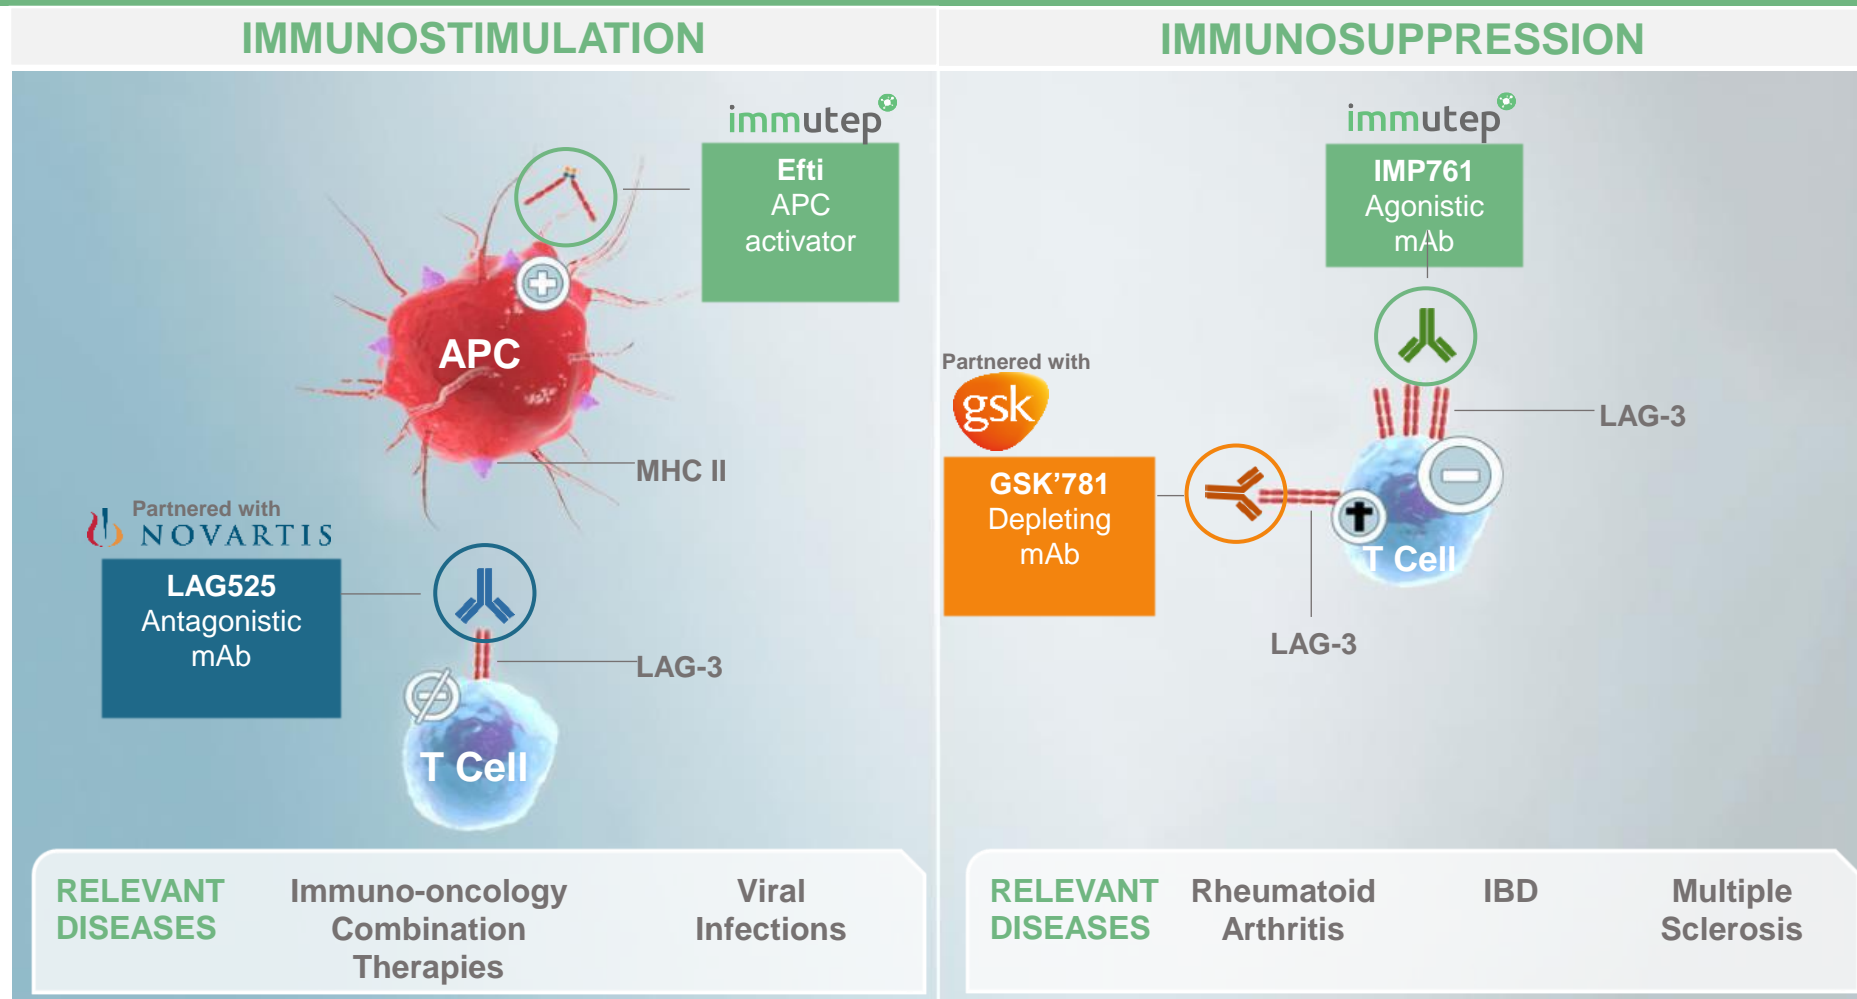 IMMUNOSTIMULATION
immutep
Efti
APC
activator
APC
MHC II
Partnered with
NOVARTIS
LAG525
Antagonistic
mAb
LAG-3
T Cell
RELEVANT
DISEASES
Immuno-oncology
Combination
Therapies
Viral
Infections
IMMUNOSUPPRESSION
immutep
IMP761
Agonistic
mAb
Partnered with
gsk
LAG-3
GSK’781
Depleting
mAb
T Cell
LAG-3
RELEVANT
DISEASES
Rheumatoid
Arthritis
IBD
Multiple
Sclerosis